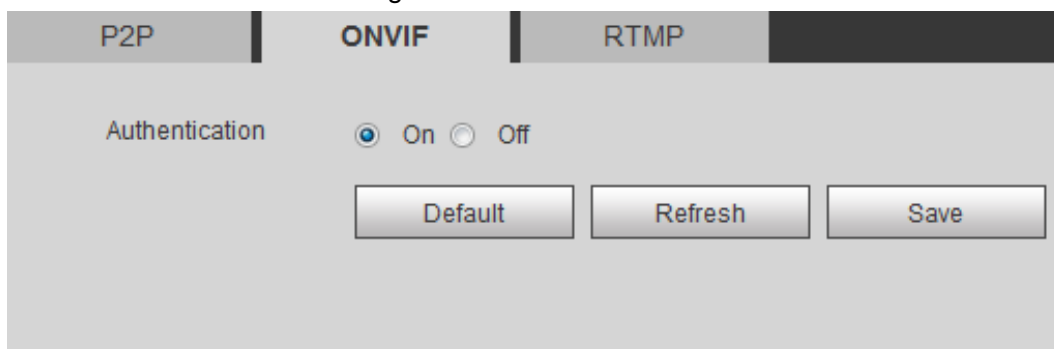 P2P ONVIF RTMP
Authentication On Off
Default Refresh Save